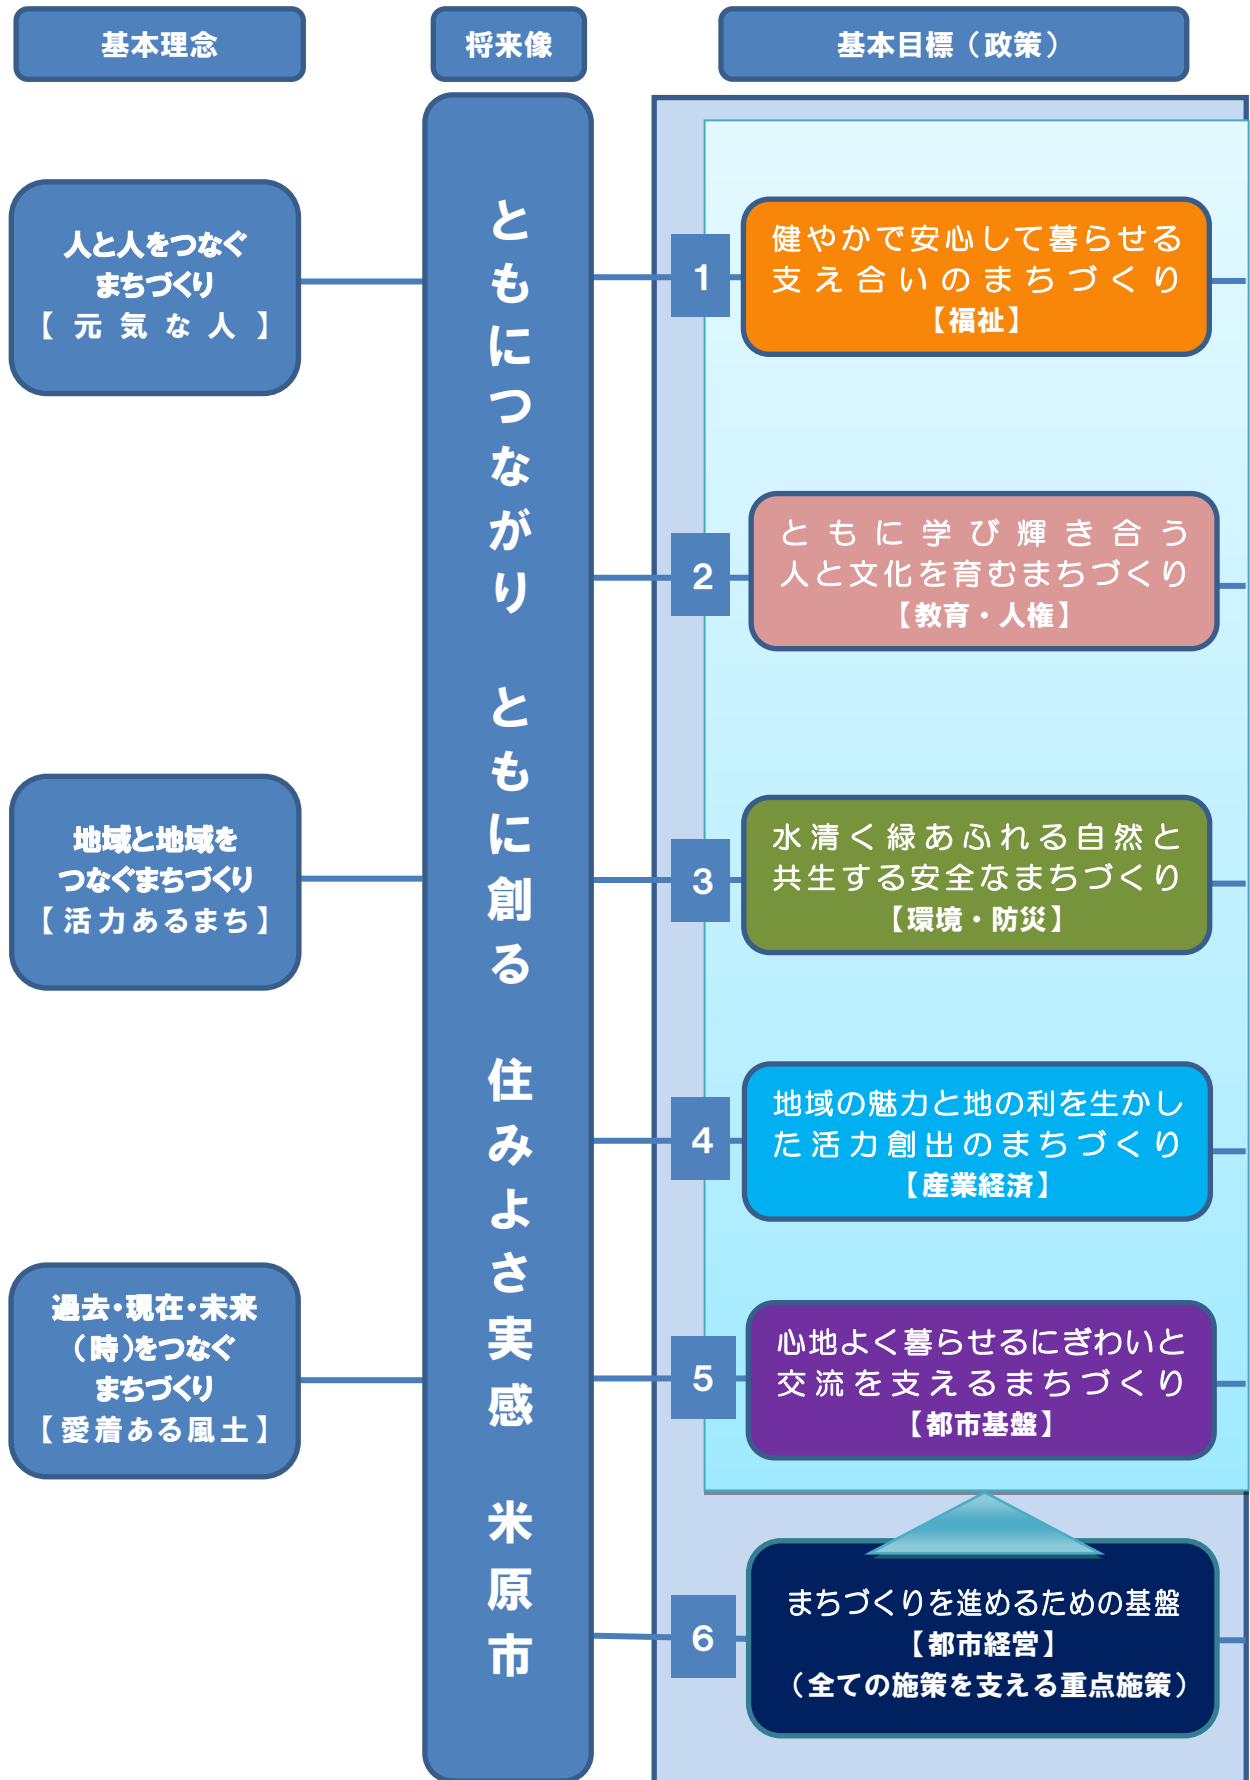 基本理念
将来像
基本目標（政策）
人と人をつなぐ
まちづくり
【元気な人】
地域と地域を
つなぐまちづくり
【活力あるまち】
過去・現在・未来
（時）をつなぐ
まちづくり
【愛着ある風土】
ともにつながり　ともに創る　住みよさ実感　米原市
1
健やかで安心して暮らせる
支え合いのまちづくり
【福祉】
2
ともに学び輝き合う
人と文化を育むまちづくり
【教育・人権】
3
水清く緑あふれる自然と
共生する安全なまちづくり
【環境・防災】
4
地域の魅力と地の利を生かし
た活力創出のまちづくり
【産業経済】
5
心地よく暮らせるにぎわいと
交流を支えるまちづくり
【都市基盤】
6
まちづくりを進めるための基盤
【都市経営】
（全ての施策を支える重点施策）